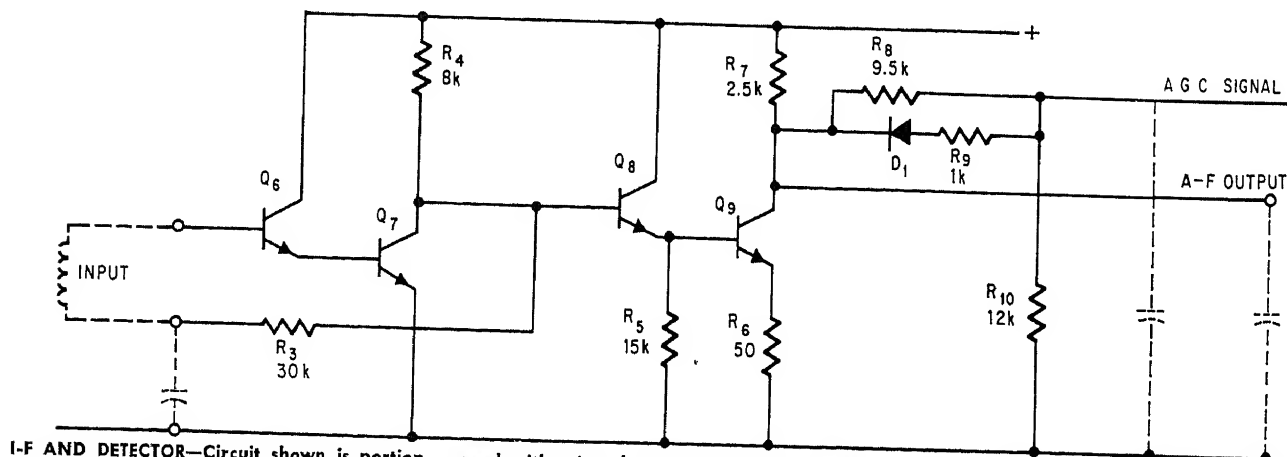 +
R4
8k
R7
2.5k
R8
9.5k
A G C SIGNAL
D1
R9
1k
Q6
Q7
Q8
Q9
A-F OUTPUT
INPUT
R3
30k
R5
15k
R6
50
R10
12k
I-F AND DETECTOR—Circuit shown is portion